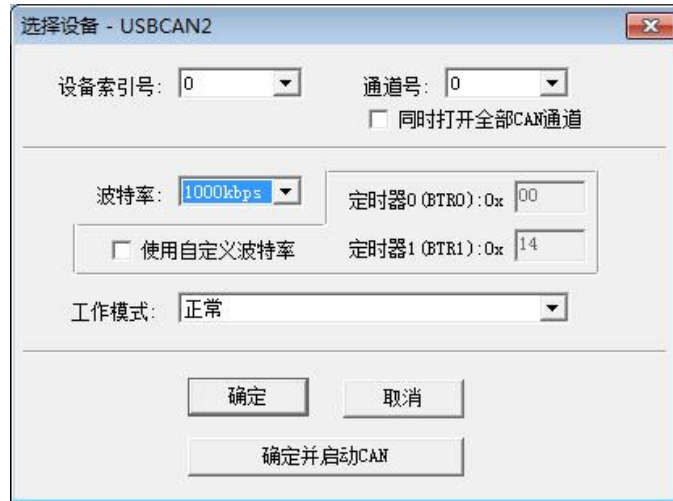 选择设备 - USBCAN2
设备索引号: 0 通道号: 0
同时打开全部CAN通道
波特率: 1000kbps 定时器0(BTR0):0x 00
使用自定义波特率 定时器1(BTR1):0x 14
工作模式: 正常
确定 取消
确定并启动CAN